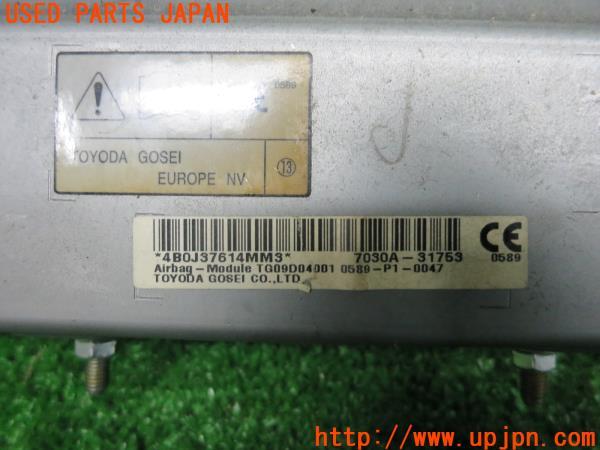 USED PARTS JAPAN
0589
TOYODA GOSEI
EUROPE NV
13
*4B0J37614MM3* 7030A-31753
Airbag-Module TG09D04001 0589-P1-0047
TOYODA GOSEI CO.,LTD
CE
0589
J
UPJ
http://www.upjpn.com/